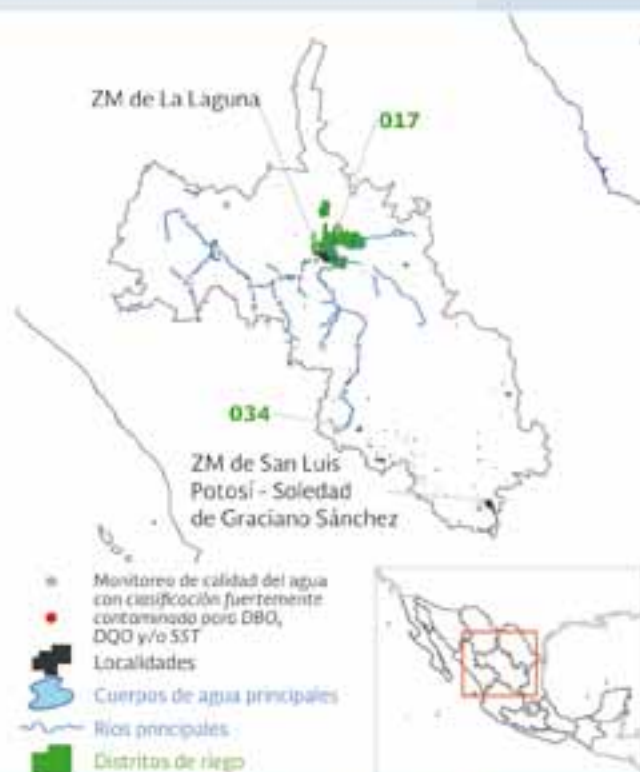 ZM de La Laguna
017
034
ZM de San Luis
Potosí - Soledad
de Graciano Sánchez
Monitoreo de calidad del agua
con clasificación fuertemente
contaminado para DBO,
DQO y/o SST
Localidades
Cuerpos de agua principales
Ríos principales
Distritos de riego